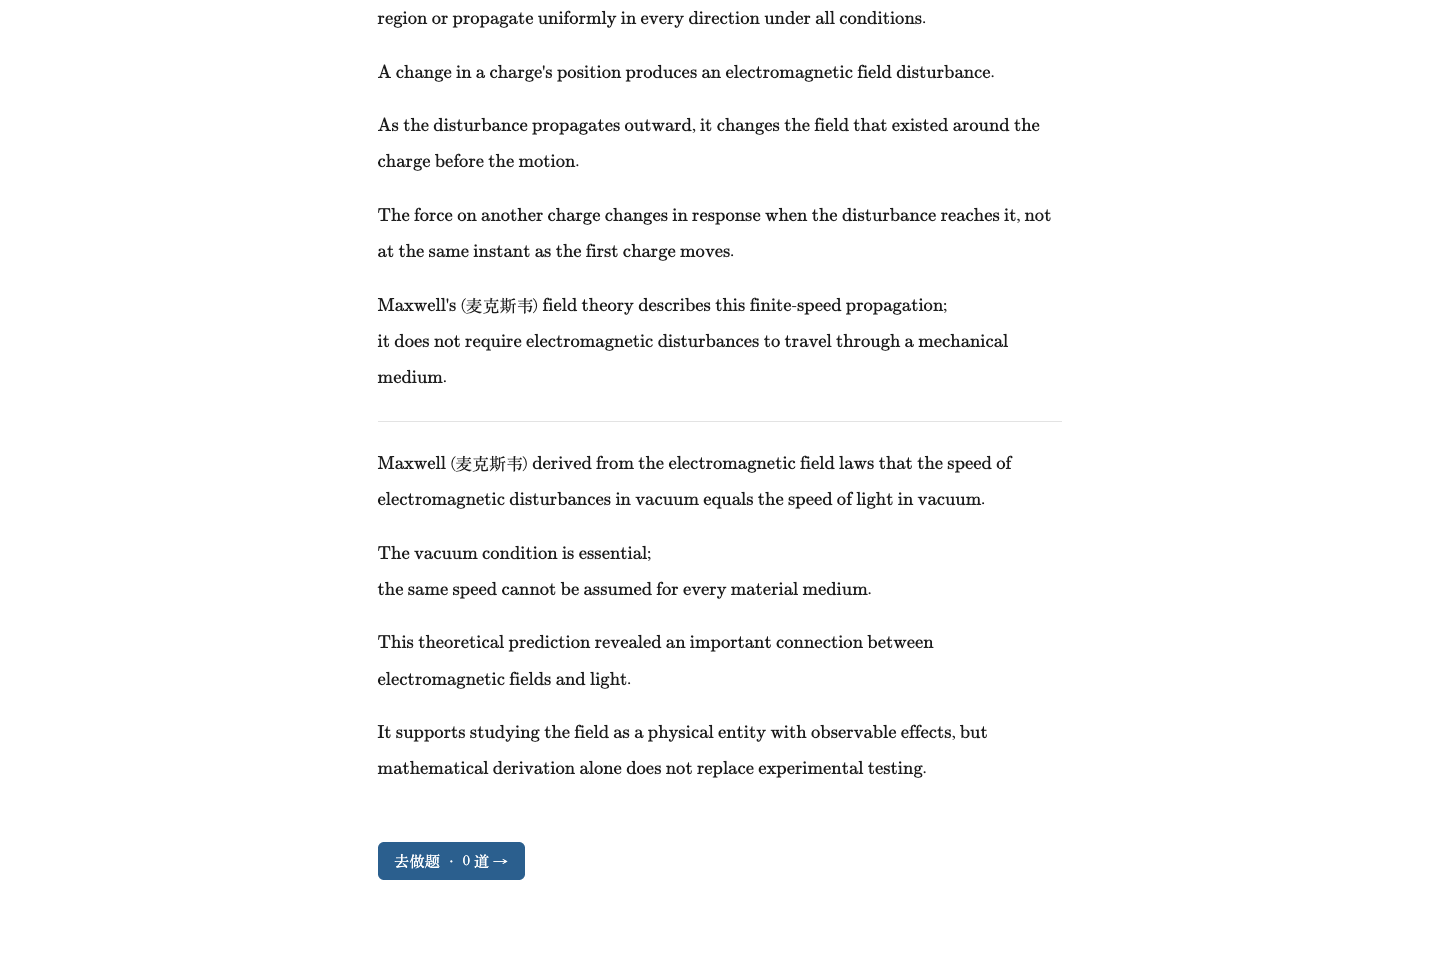 region or propagate uniformly in every direction under all conditions.
A change in a charge's position produces an electromagnetic field disturbance.
As the disturbance propagates outward, it changes the field that existed around the
charge before the motion.
The force on another charge changes in response when the disturbance reaches it, not
at the same instant as the first charge moves.
Maxwell's (麦克斯韦) field theory describes this finite-speed propagation;
it does not require electromagnetic disturbances to travel through a mechanical
medium.
Maxwell (麦克斯韦) derived from the electromagnetic field laws that the speed of
electromagnetic disturbances in vacuum equals the speed of light in vacuum.
The vacuum condition is essential;
the same speed cannot be assumed for every material medium.
This theoretical prediction revealed an important connection between
electromagnetic fields and light.
It supports studying the field as a physical entity with observable effects, but
mathematical derivation alone does not replace experimental testing.
去做题 · 0 道 →